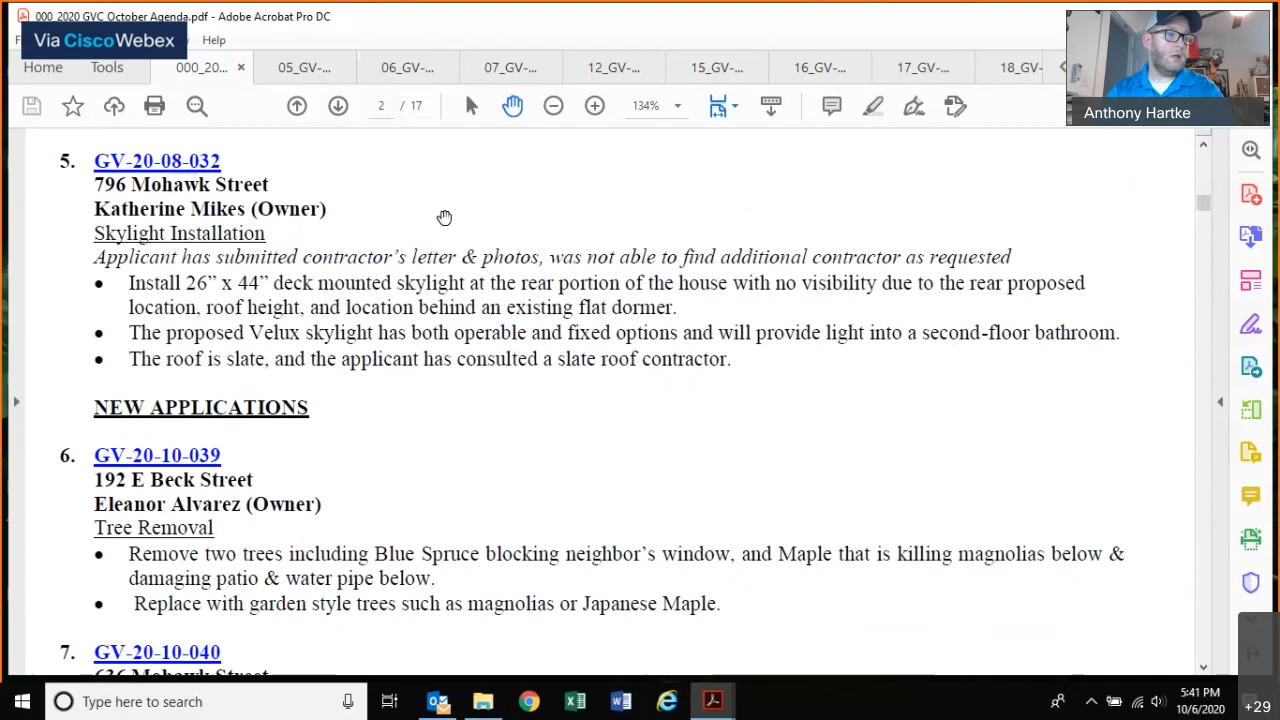 000_2020 GVC October Agenda.pdf - Adobe Acrobat Pro DC
Via CiscoWebex
Help
Home Tools 000_20... × 05_GV-... 06_GV-... 07_GV-... 12_GV-... 15_GV-... 16_GV-... 17_GV-... 18_GV-
2 / 17 134%
Anthony Hartke
5. GV-20-08-032
796 Mohawk Street
Katherine Mikes (Owner)
Skylight Installation
Applicant has submitted contractor's letter & photos, was not able to find additional contractor as requested
• Install 26" x 44" deck mounted skylight at the rear portion of the house with no visibility due to the rear proposed
location, roof height, and location behind an existing flat dormer.
• The proposed Velux skylight has both operable and fixed options and will provide light into a second-floor bathroom.
• The roof is slate, and the applicant has consulted a slate roof contractor.
NEW APPLICATIONS
6. GV-20-10-039
192 E Beck Street
Eleanor Alvarez (Owner)
Tree Removal
• Remove two trees including Blue Spruce blocking neighbor's window, and Maple that is killing magnolias below &
damaging patio & water pipe below.
• Replace with garden style trees such as magnolias or Japanese Maple.
7. GV-20-10-040
636 Mohawk Street
Type here to search
5:41 PM
10/6/2020
+29